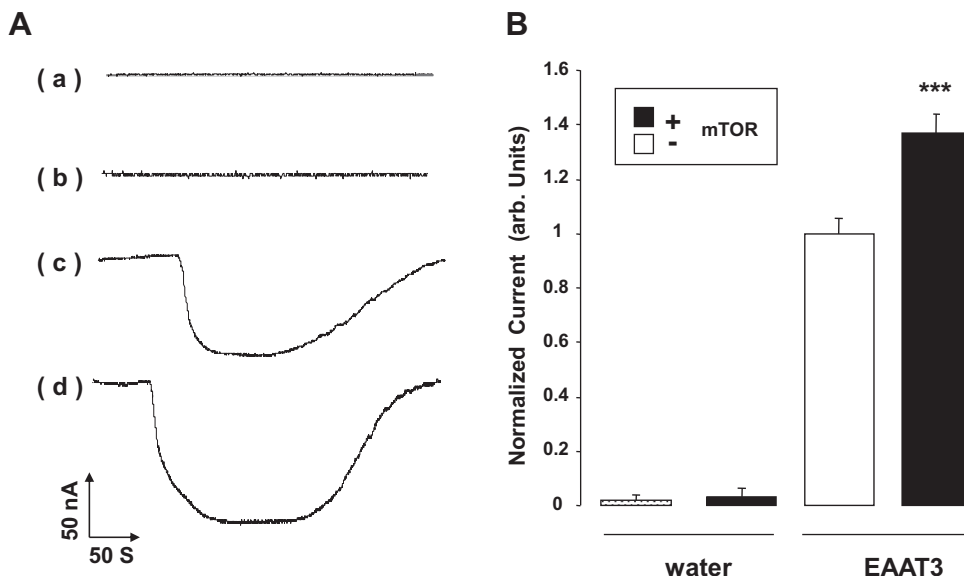 A
( a )
( b )
( c )
( d )
50 nA
50 S
B
Normalized Current (arb. Units)
1.6
1.4
1.2
1
0.8
0.6
0.4
0.2
0
+
-
mTOR
***
water
EAAT3